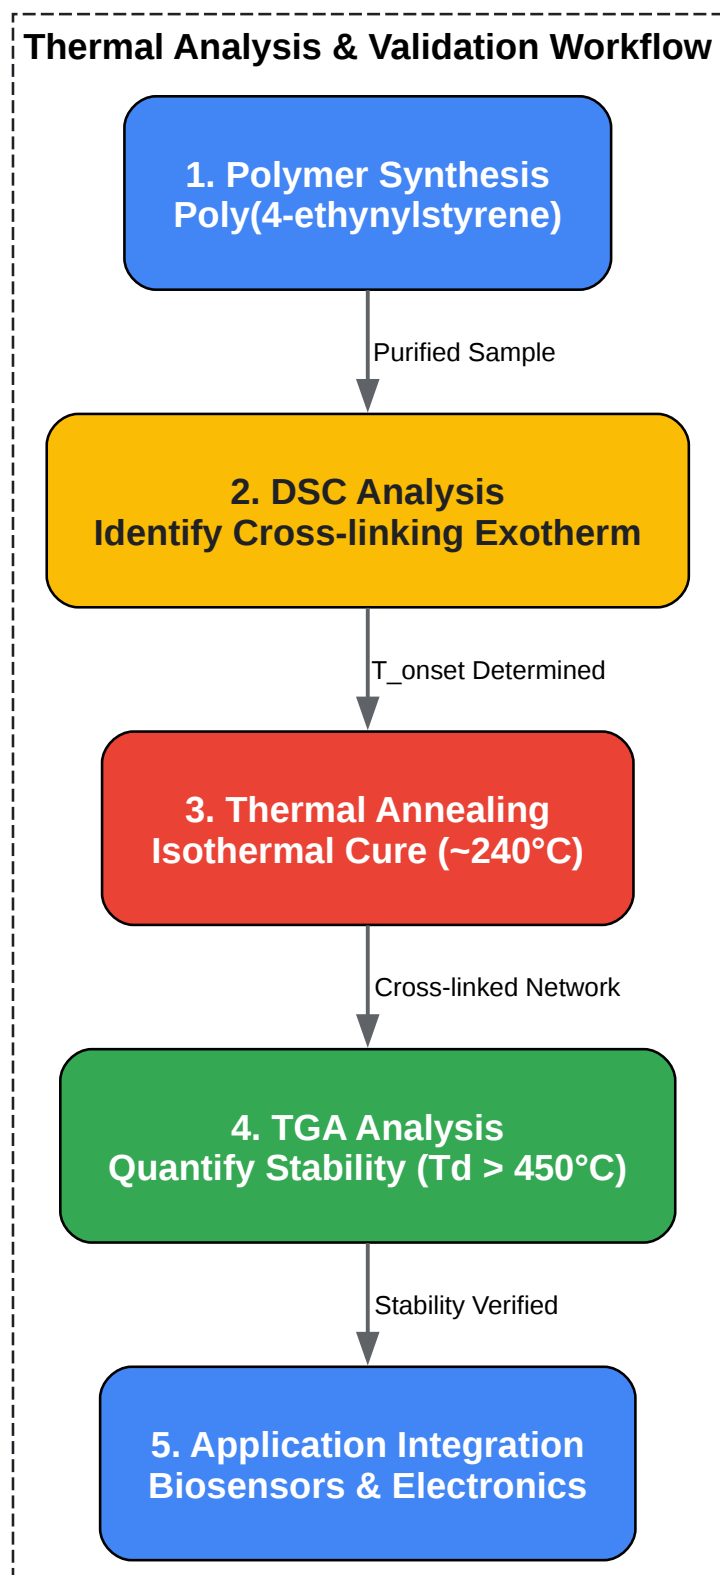 Thermal Analysis & Validation Workflow
1. Polymer Synthesis
Poly(4-ethynylstyrene)
Purified Sample
2. DSC Analysis
Identify Cross-linking Exotherm
T_onset Determined
3. Thermal Annealing
Isothermal Cure (~240°C)
Cross-linked Network
4. TGA Analysis
Quantify Stability (Td > 450°C)
Stability Verified
5. Application Integration
Biosensors & Electronics